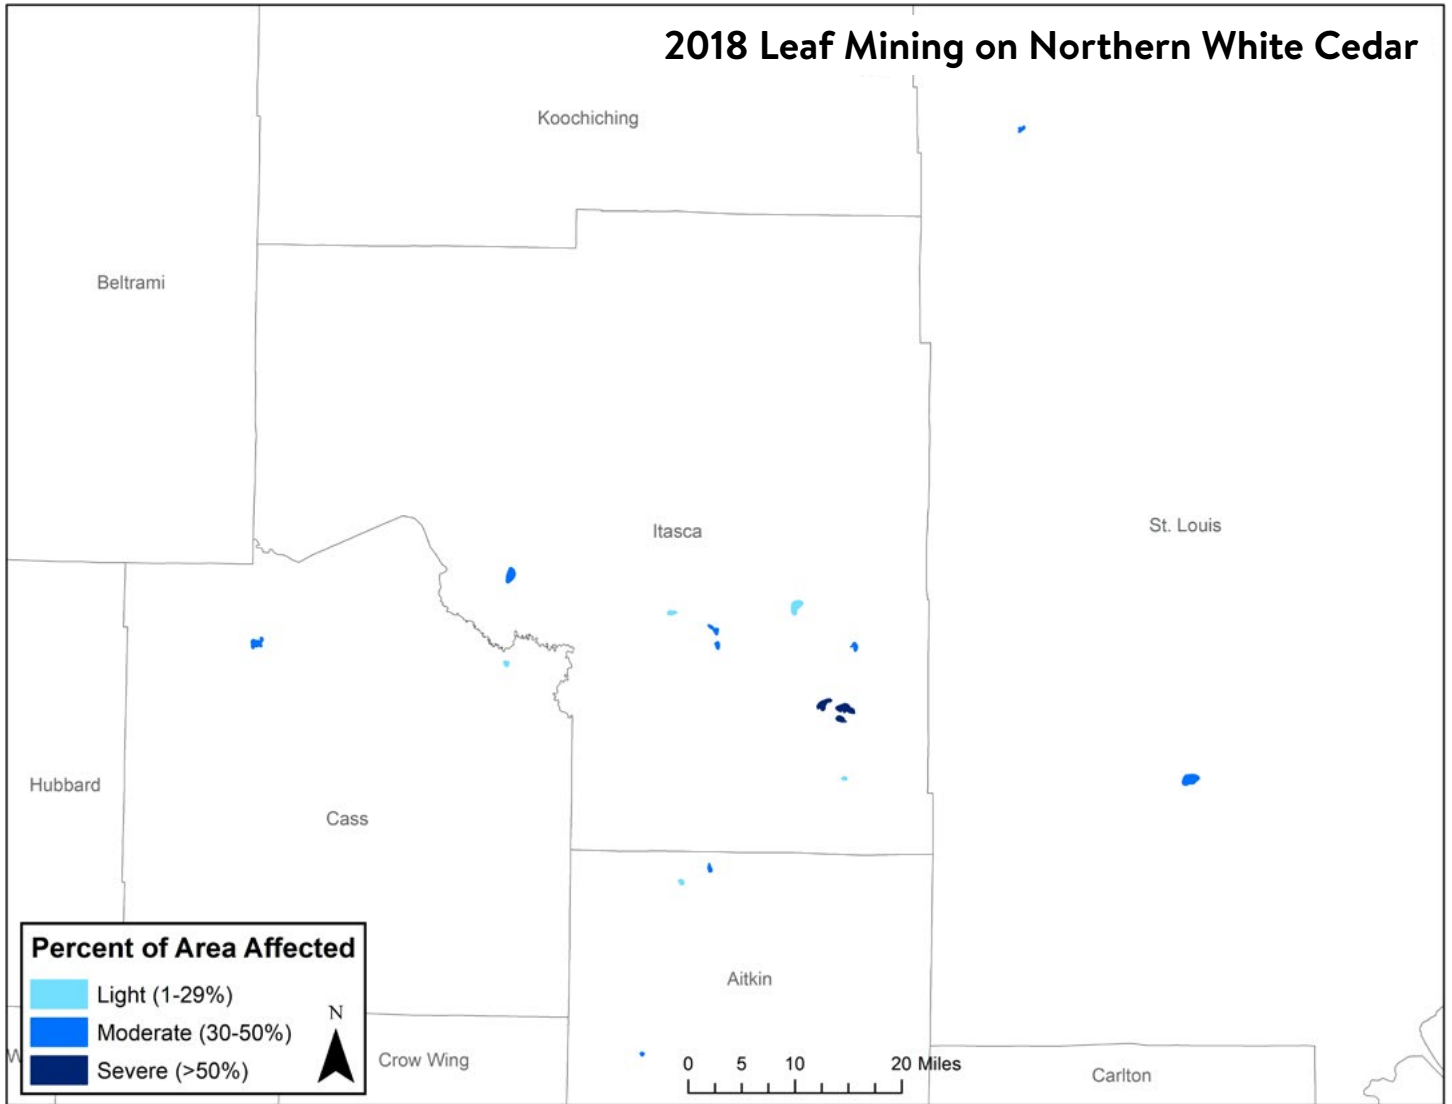 2018 Leaf Mining on Northern White Cedar
Koochiching
Beltrami
St. Louis
Itasca
Hubbard
Cass
Percent of Area Affected
Light (1-29%)
Moderate (30-50%)
Severe (>50%)
N
W
Aitkin
Crow Wing
0 5 10 20 Miles
Carlton